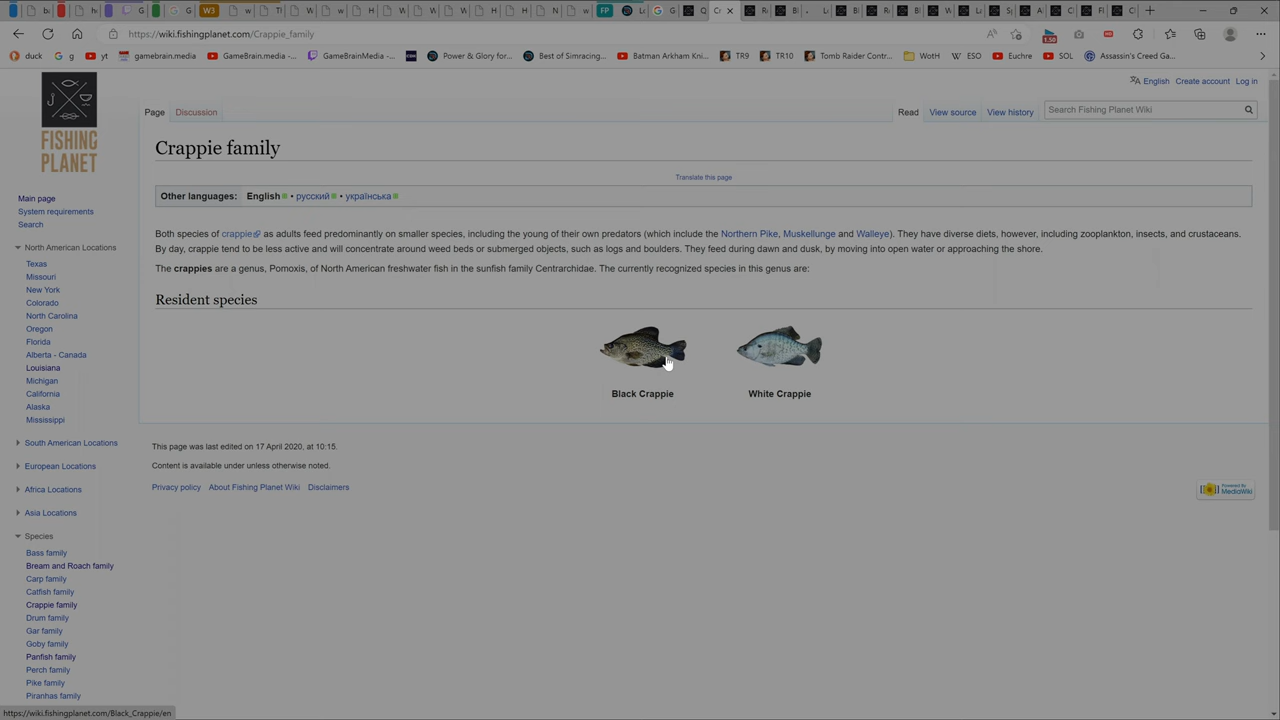 https://wiki.fishingplanet.com/Crappie_family
duck
g
yt
gamebrain.media
GameBrain.media -...
GameBrainsMedia -...
Power & Glory for...
Best of Simracing...
Batman Arkham Kni...
TR9
TR10
Tomb Raider Contr...
WotH
ESO
Euchre
SOL
Assassin's Creed Ga...
English Create account Log in
FISHING
PLANET
Page Discussion Read View source View history Search Fishing Planet Wiki
Crappie family
Translate this page
Other languages: English • русский • українська
Both species of crappie as adults feed predominantly on smaller species, including the young of their own predators (which include the Northern Pike, Muskellunge and Walleye). They have diverse diets, however, including zooplankton, insects, and crustaceans.
By day, crappie tend to be less active and will concentrate around weed beds or submerged objects, such as logs and boulders. They feed during dawn and dusk, by moving into open water or approaching the shore.
The crappies are a genus, Pomoxis, of North American freshwater fish in the sunfish family Centrarchidae. The currently recognized species in this genus are:
Resident species
Black Crappie White Crappie
This page was last edited on 17 April 2020, at 10:15.
Content is available under unless otherwise noted.
Privacy policy About Fishing Planet Wiki Disclaimers
Powered By
MediaWiki
Main page
System requirements
Search
North American Locations
Texas
Missouri
New York
Colorado
North Carolina
Oregon
Florida
Alberta - Canada
Louisiana
Michigan
California
Alaska
Mississippi
South American Locations
European Locations
Africa Locations
Asia Locations
Species
Bass family
Bream and Roach family
Carp family
Catfish family
Crappie family
Drum family
Gar family
Goby family
Panfish family
Perch family
Pike family
Piranhas family
https://wiki.fishingplanet.com/Black_Crappie/en